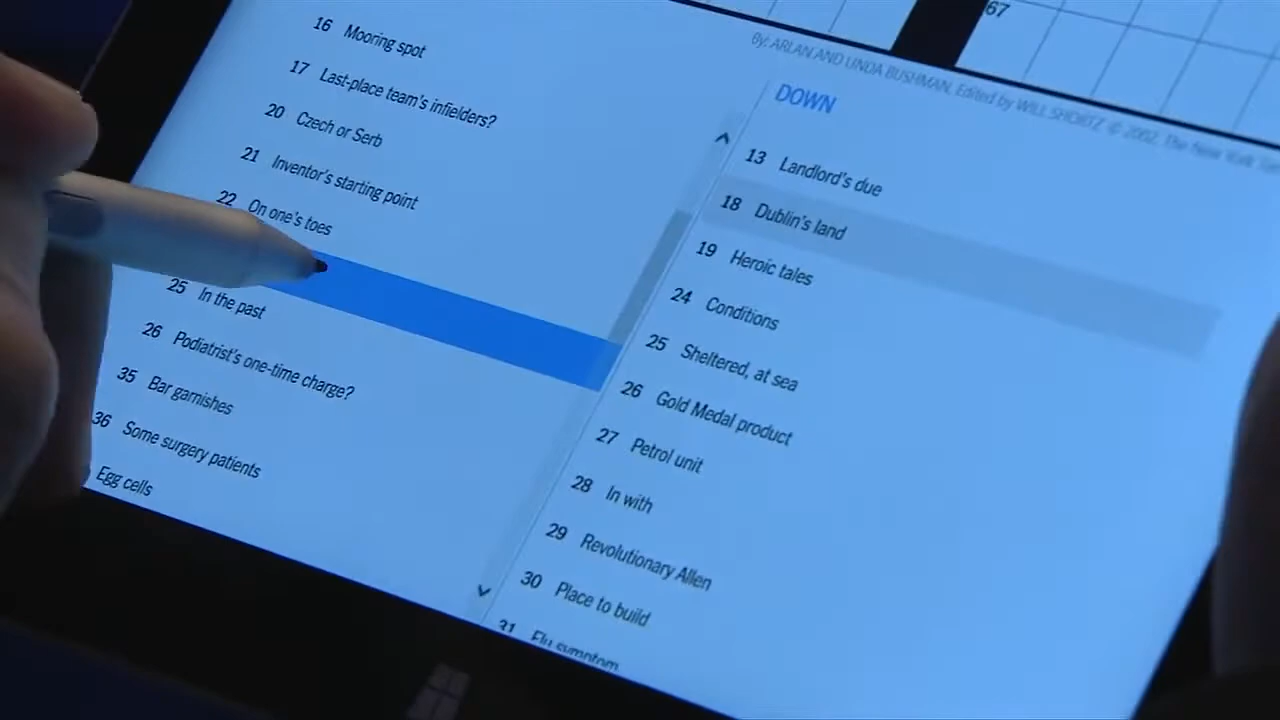 67
By: ARLAN AND LINDA BUSHMAN, Edited by WILL SHORTZ © 2002, The New York
16 Mooring spot
17 Last-place team's infielders?
20 Czech or Serb
21 Inventor's starting point
22 On one's toes
25 In the past
26 Podiatrist's one-time charge?
35 Bar garnishes
36 Some surgery patients
Egg cells
DOWN
13 Landlord's due
18 Dublin's land
19 Heroic tales
24 Conditions
25 Sheltered, at sea
26 Gold Medal product
27 Petrol unit
28 In with
29 Revolutionary Allen
30 Place to build
31 Flu symptom